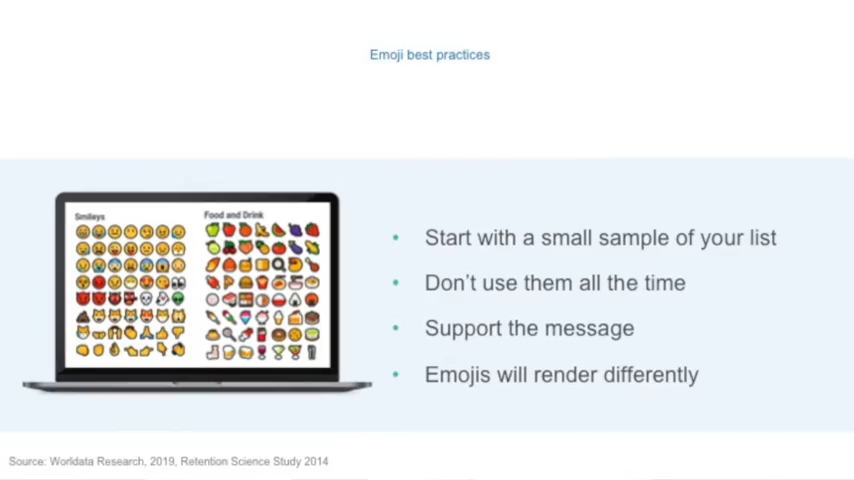 Emoji best practices
Smileys
Food and Drink
• Start with a small sample of your list
• Don't use them all the time
• Support the message
• Emojis will render differently
Source: Worldata Research, 2019, Retention Science Study 2014